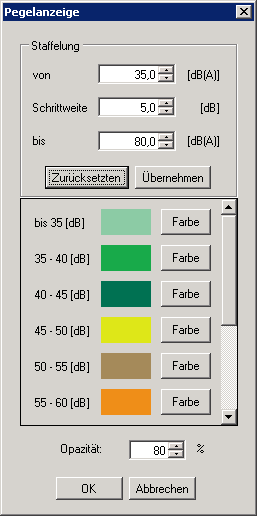 Pegelanzeige
Staffelung
von 35,0 [dB(A)]
Schrittweite 5,0 [dB]
bis 80,0 [dB(A)]
Zurücksetzten Übernehmen
bis 35 [dB] Farbe
35 - 40 [dB] Farbe
40 - 45 [dB] Farbe
45 - 50 [dB] Farbe
50 - 55 [dB] Farbe
55 - 60 [dB] Farbe
Opazität: 80 %
OK Abbrechen